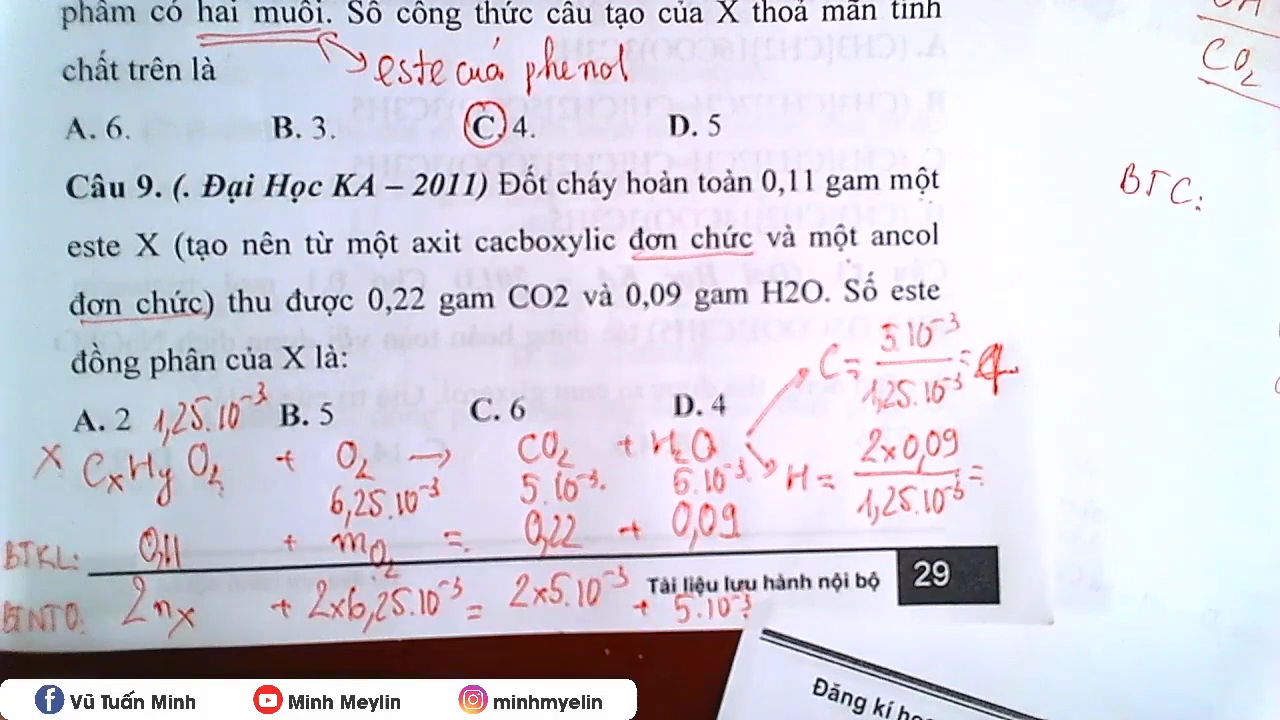 phẩm có hai muối. Số công thức cấu tạo của X thoả mãn tính
chất trên là
este của phenol
A. 6. B. 3. C. 4. D. 5
Câu 9. (. Đại Học KA – 2011) Đốt cháy hoàn toàn 0,11 gam một
este X (tạo nên từ một axit cacboxylic đơn chức và một ancol
đơn chức) thu được 0,22 gam CO2 và 0,09 gam H2O. Số este
đồng phân của X là:
A. 2 B. 5 C. 6 D. 4
1,25.10⁻³
C = 5.10⁻³ / 1,25.10⁻³ = 4
X CxHyO2 + O2 → CO2 + H2O
6,25.10⁻³ 5.10⁻³ 5.10⁻³
H = 2x0,09 / 1,25.10⁻³ =
BTKL: 0,11 + mO2 = 0,22 + 0,09
BTNTO: 2nX + 2x6,25.10⁻³ = 2x5.10⁻³ + 5.10⁻³
Tài liệu lưu hành nội bộ 29
CO2
BTC:
Đăng kí
Vũ Tuấn Minh Minh Meylin minhmyelin